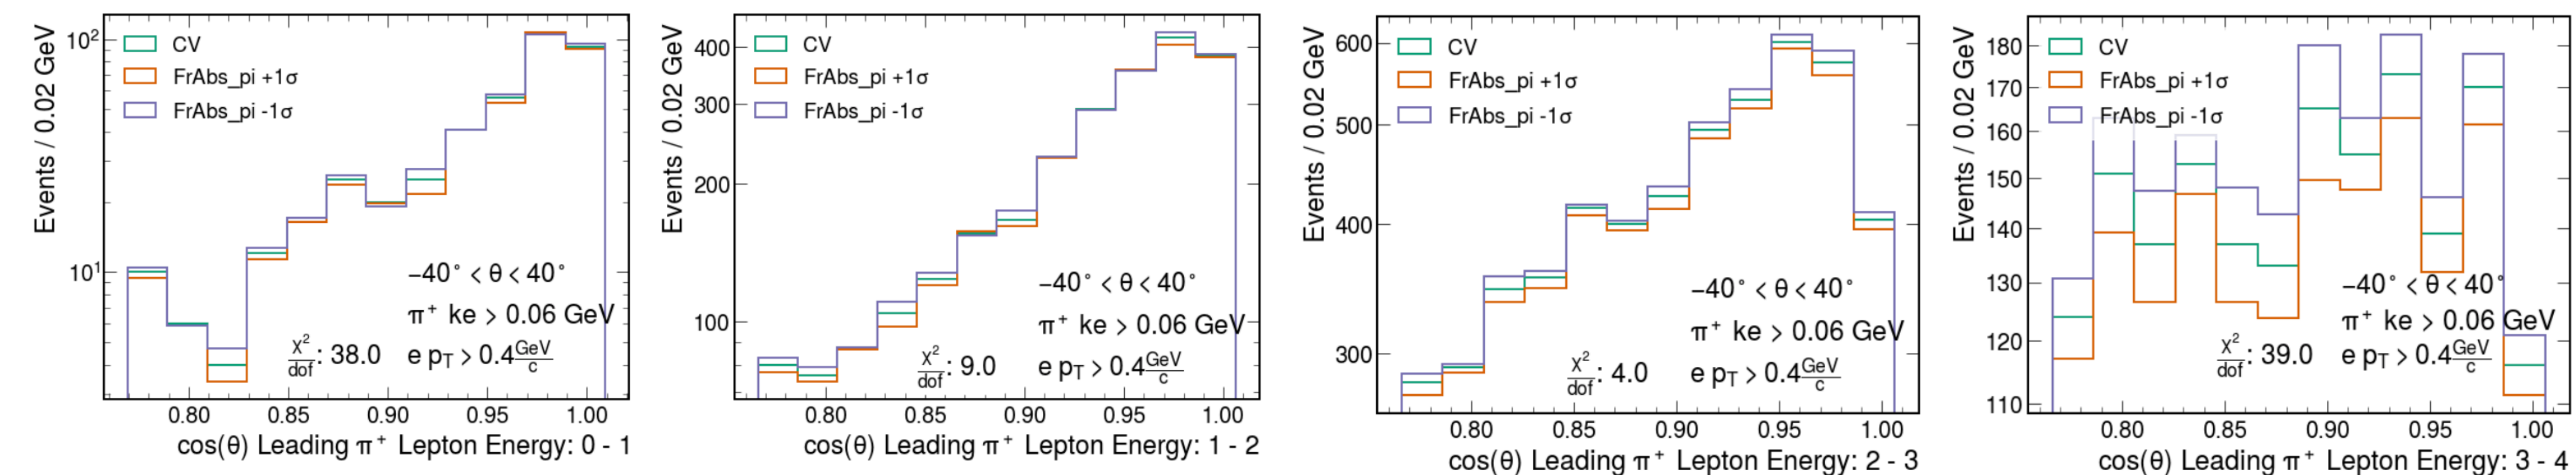 Events / 0.02 GeV
10²
10¹
CV
FrAbs_pi +1σ
FrAbs_pi -1σ
−40° < θ < 40°
π⁺ ke > 0.06 GeV
χ²/dof: 38.0 e p_T > 0.4 GeV/c
0.80 0.85 0.90 0.95 1.00
cos(θ) Leading π⁺ Lepton Energy: 0 - 1
Events / 0.02 GeV
400
300
200
100
CV
FrAbs_pi +1σ
FrAbs_pi -1σ
−40° < θ < 40°
π⁺ ke > 0.06 GeV
χ²/dof: 9.0 e p_T > 0.4 GeV/c
0.80 0.85 0.90 0.95 1.00
cos(θ) Leading π⁺ Lepton Energy: 1 - 2
Events / 0.02 GeV
600
500
400
300
CV
FrAbs_pi +1σ
FrAbs_pi -1σ
−40° < θ < 40°
π⁺ ke > 0.06 GeV
χ²/dof: 4.0 e p_T > 0.4 GeV/c
0.80 0.85 0.90 0.95 1.00
cos(θ) Leading π⁺ Lepton Energy: 2 - 3
Events / 0.02 GeV
180
170
160
150
140
130
120
110
CV
FrAbs_pi +1σ
FrAbs_pi -1σ
−40° < θ < 40°
π⁺ ke > 0.06 GeV
χ²/dof: 39.0 e p_T > 0.4 GeV/c
0.80 0.85 0.90 0.95 1.00
cos(θ) Leading π⁺ Lepton Energy: 3 - 4